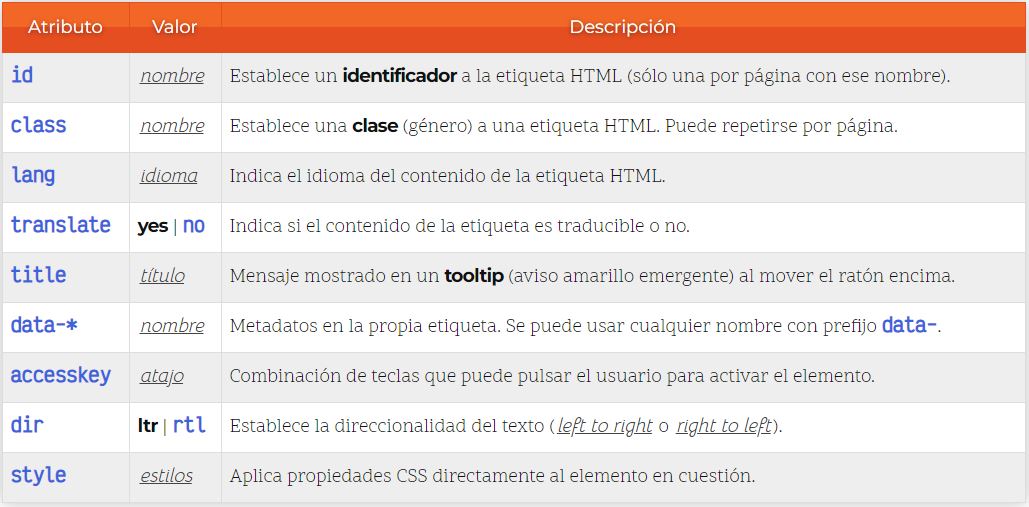 Atributo Valor Descripción
id nombre Establece un identificador a la etiqueta HTML (sólo una por página con ese nombre).
class nombre Establece una clase (género) a una etiqueta HTML. Puede repetirse por página.
lang idioma Indica el idioma del contenido de la etiqueta HTML.
translate yes | no Indica si el contenido de la etiqueta es traducible o no.
title título Mensaje mostrado en un tooltip (aviso amarillo emergente) al mover el ratón encima.
data-* nombre Metadatos en la propia etiqueta. Se puede usar cualquier nombre con prefijo data-.
accesskey atajo Combinación de teclas que puede pulsar el usuario para activar el elemento.
dir ltr | rtl Establece la direccionalidad del texto (left to right o right to left).
style estilos Aplica propiedades CSS directamente al elemento en cuestión.